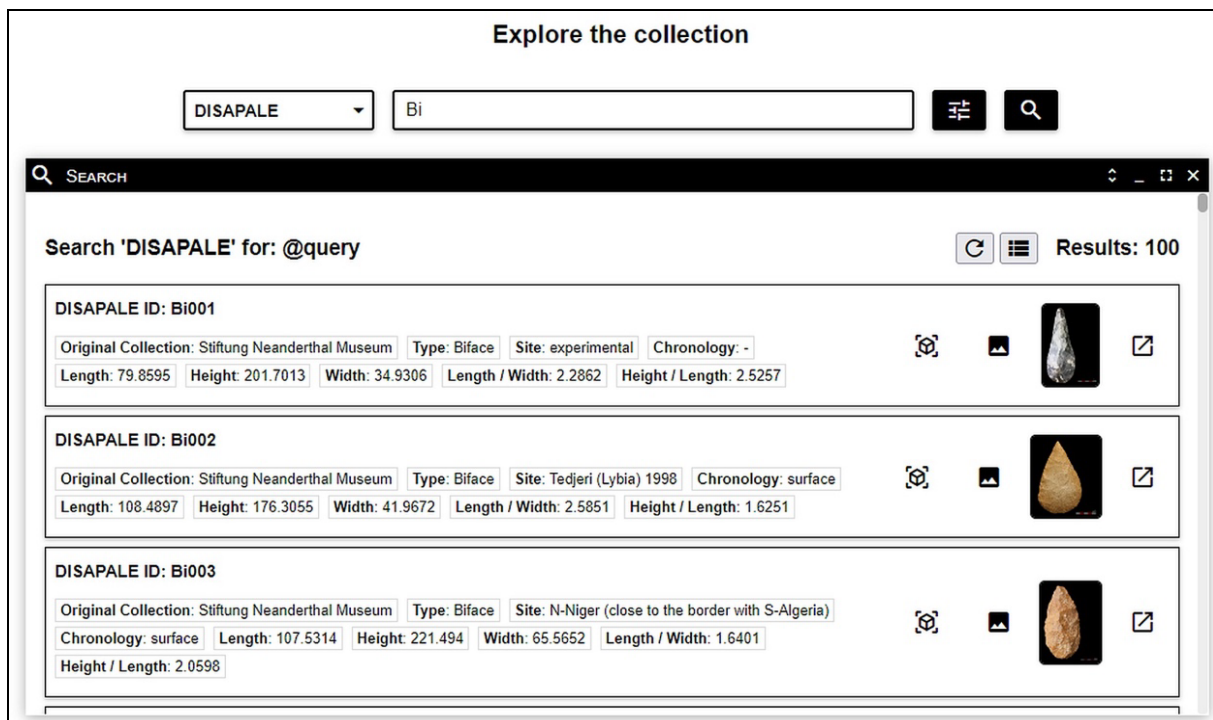 Explore the collection
DISAPALE Bi
SEARCH
Search 'DISAPALE' for: @query Results: 100
DISAPALE ID: Bi001
Original Collection: Stiftung Neanderthal Museum Type: Biface Site: experimental Chronology: -
Length: 79.8595 Height: 201.7013 Width: 34.9306 Length / Width: 2.2862 Height / Length: 2.5257
DISAPALE ID: Bi002
Original Collection: Stiftung Neanderthal Museum Type: Biface Site: Tedjeri (Lybia) 1998 Chronology: surface
Length: 108.4897 Height: 176.3055 Width: 41.9672 Length / Width: 2.5851 Height / Length: 1.6251
DISAPALE ID: Bi003
Original Collection: Stiftung Neanderthal Museum Type: Biface Site: N-Niger (close to the border with S-Algeria)
Chronology: surface Length: 107.5314 Height: 221.494 Width: 65.5652 Length / Width: 1.6401
Height / Length: 2.0598